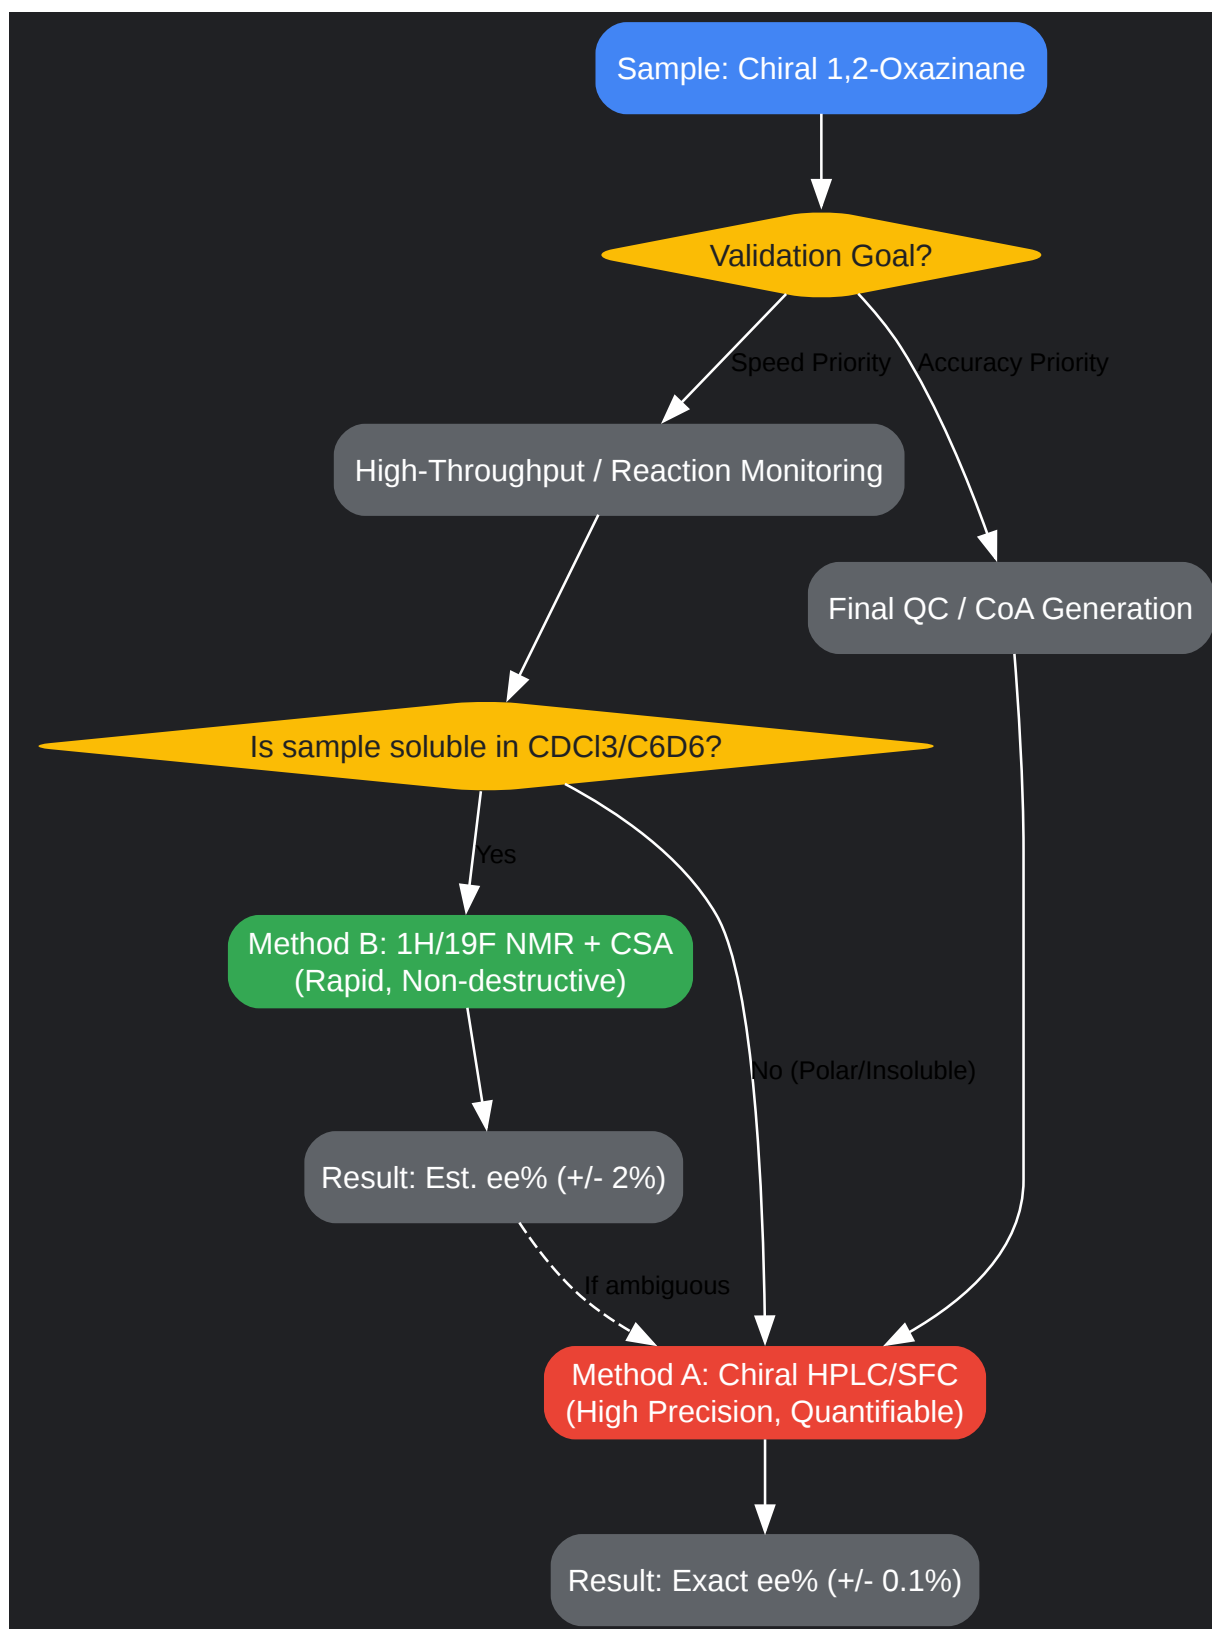 Sample: Chiral 1,2-Oxazinane
Validation Goal?
Speed Priority
Accuracy Priority
High-Throughput / Reaction Monitoring
Final QC / CoA Generation
Is sample soluble in CDCl3/C6D6?
Yes
Method B: 1H/19F NMR + CSA
(Rapid, Non-destructive)
No (Polar/Insoluble)
Result: Est. ee% (+/- 2%)
If ambiguous
Method A: Chiral HPLC/SFC
(High Precision, Quantifiable)
Result: Exact ee% (+/- 0.1%)